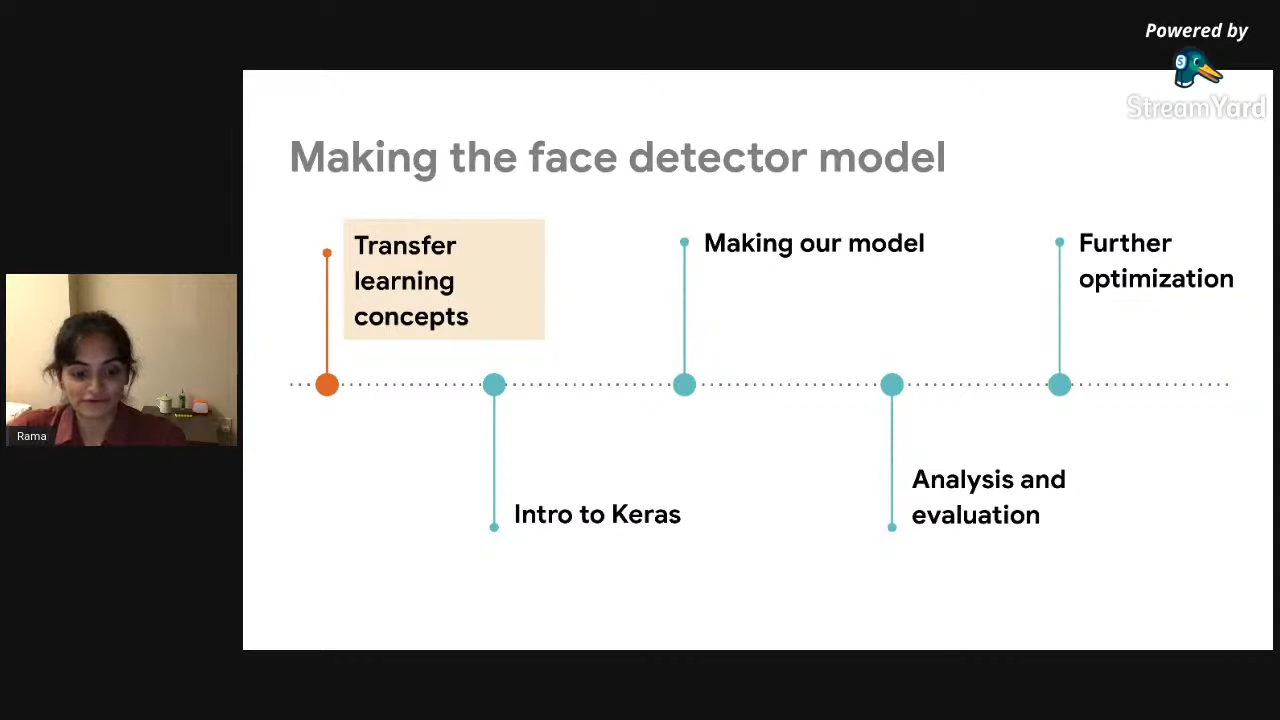 Powered by
StreamYard
Making the face detector model
Transfer
learning
concepts
Making our model
Further
optimization
Rama
Intro to Keras
Analysis and
evaluation